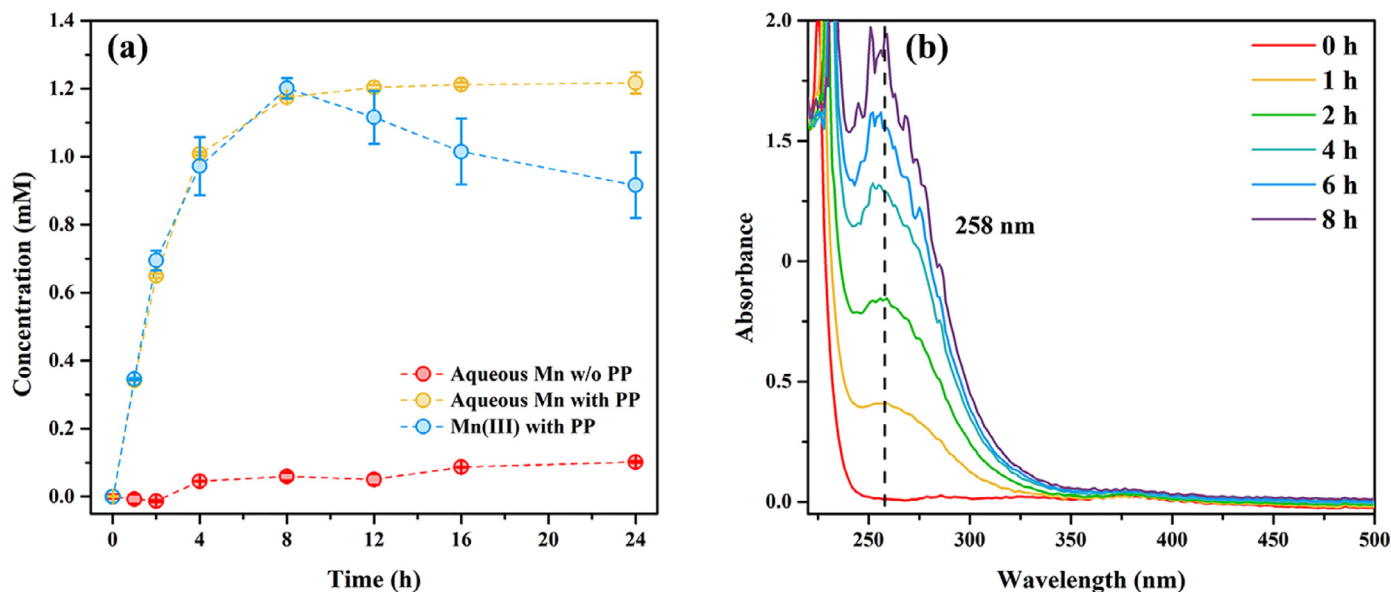 (a)
Concentration (mM)
1.4
1.2
1.0
0.8
0.6
0.4
0.2
0.0
Aqueous Mn w/o PP
Aqueous Mn with PP
Mn(III) with PP
0
4
8
12
16
20
24
Time (h)
(b)
Absorbance
2.0
1.5
0
0.5
0.0
0 h
1 h
2 h
4 h
6 h
8 h
258 nm
250
300
350
400
450
500
Wavelength (nm)